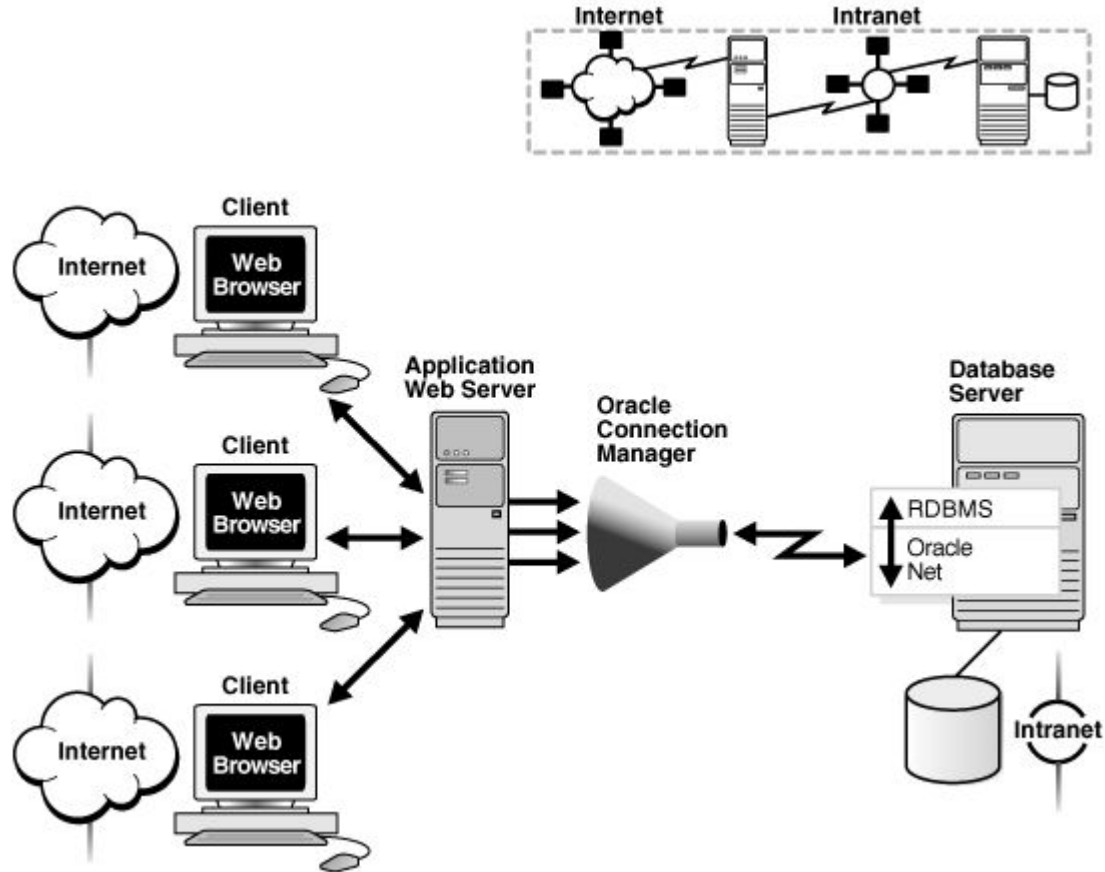 Internet
Intranet
Client
Internet
Web
Browser
Application
Web Server
Oracle
Connection
Manager
Database
Server
Client
Internet
Web
Browser
RDBMS
Oracle
Net
Client
Internet
Web
Browser
Intranet